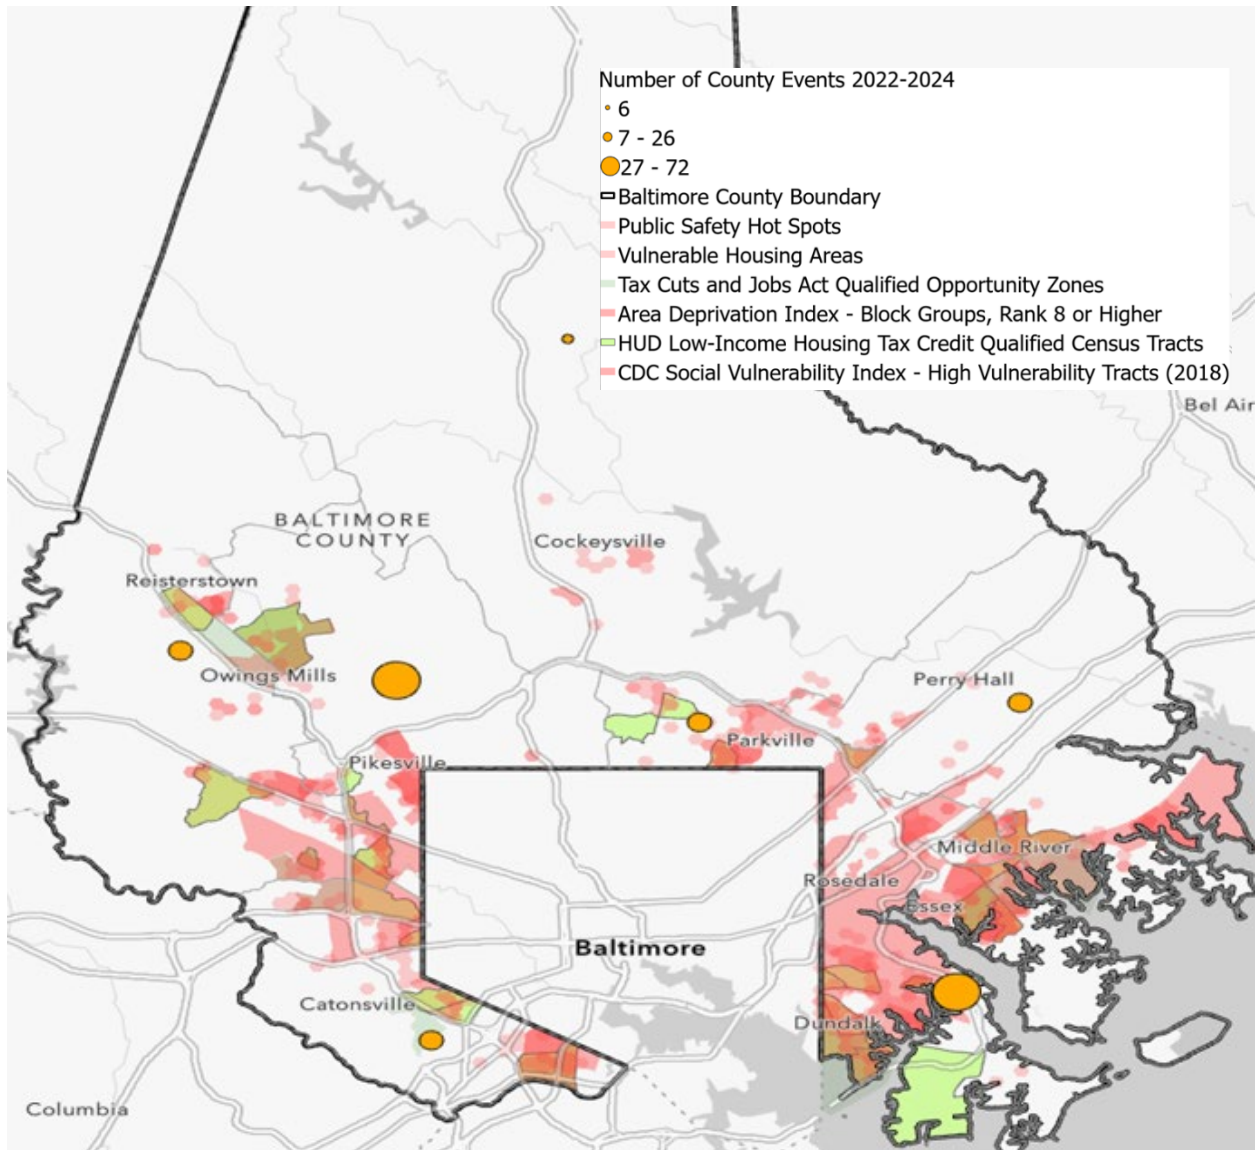 Number of County Events 2022-2024
6
7 - 26
27 - 72
Baltimore County Boundary
Public Safety Hot Spots
Vulnerable Housing Areas
Tax Cuts and Jobs Act Qualified Opportunity Zones
Area Deprivation Index - Block Groups, Rank 8 or Higher
HUD Low-Income Housing Tax Credit Qualified Census Tracts
CDC Social Vulnerability Index - High Vulnerability Tracts (2018)
Bel Air
BALTIMORE
COUNTY
Cockeysville
Reisterstown
Owings Mills
Perry Hall
Parkville
Pikesville
Middle River
Rosedale
Essex
Baltimore
Catonsville
Dundalk
Columbia